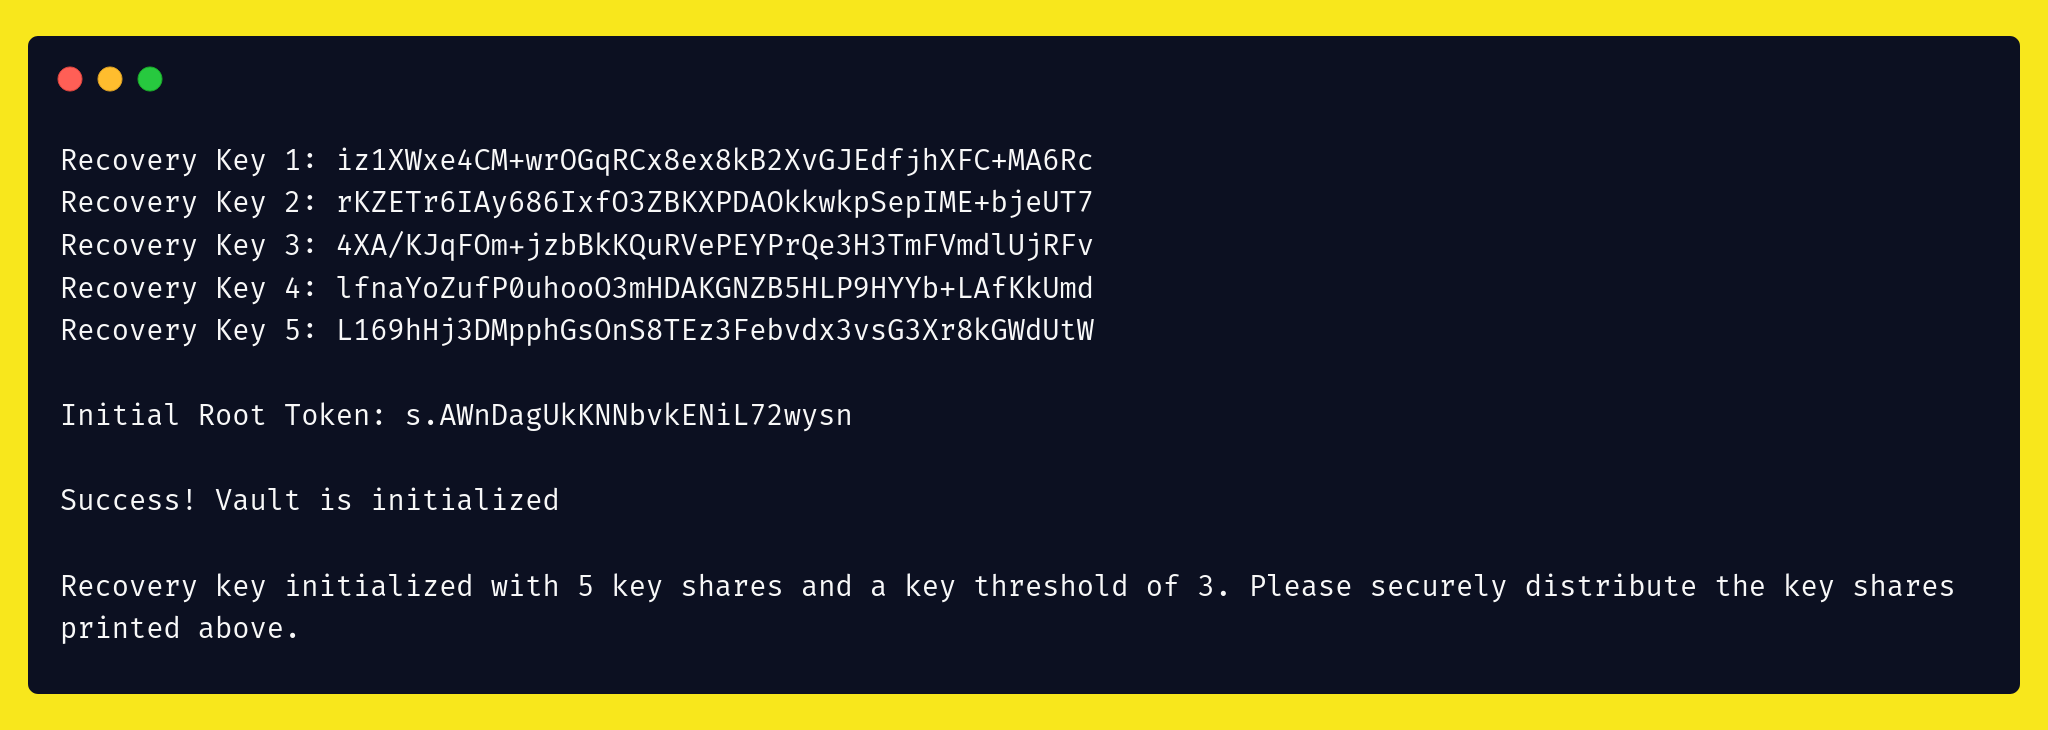 Recovery Key 1: iz1XWxe4CM+wrOGqRCx8ex8kB2XvGJEdfjhXFC+MA6Rc
Recovery Key 2: rKZETr6IAy686IxfO3ZBKXPDAOkkwkpSepIME+bjeUT7
Recovery Key 3: 4XA/KJqFOm+jzbBkKQuRVePEYPrQe3H3TmFVmdlUjRFv
Recovery Key 4: lfnaYoZufP0uhooO3mHDAKGNZB5HLP9HYYb+LAfKkUmd
Recovery Key 5: L169hHj3DMpphGsOnS8TEz3Febvdx3vsG3Xr8kGWdUtW
Initial Root Token: s.AWnDagUkKNNbvkENiL72wysn
Success! Vault is initialized
Recovery key initialized with 5 key shares and a key threshold of 3. Please securely distribute the key shares
printed above.